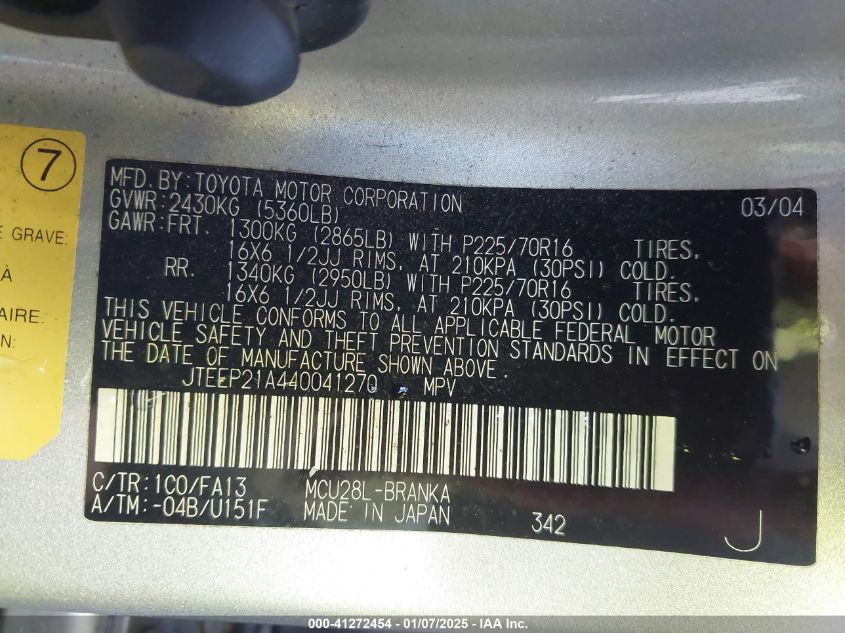 7
E GRAVE:
À
AIRE:
N:
MFD. BY: TOYOTA MOTOR CORPORATION 03/04
GVWR: 2430KG (5360LB)
GAWR: FRT. 1300KG (2865LB) WITH P225/70R16 TIRES,
16X6 1/2JJ RIMS, AT 210KPA (30PSI) COLD.
RR. 1340KG (2950LB) WITH P225/70R16 TIRES,
16X6 1/2JJ RIMS, AT 210KPA (30PSI) COLD.
THIS VEHICLE CONFORMS TO ALL APPLICABLE FEDERAL MOTOR
VEHICLE SAFETY AND THEFT PREVENTION STANDARDS IN EFFECT ON
THE DATE OF MANUFACTURE SHOWN ABOVE.
JTEEP21A440041270 MPV
C/TR: 1C0/FA13 MCU28L-BRANKA
A/TM: -04B/U151F MADE IN JAPAN 342 J
000-41272454 - 01/07/2025 - IAA Inc.